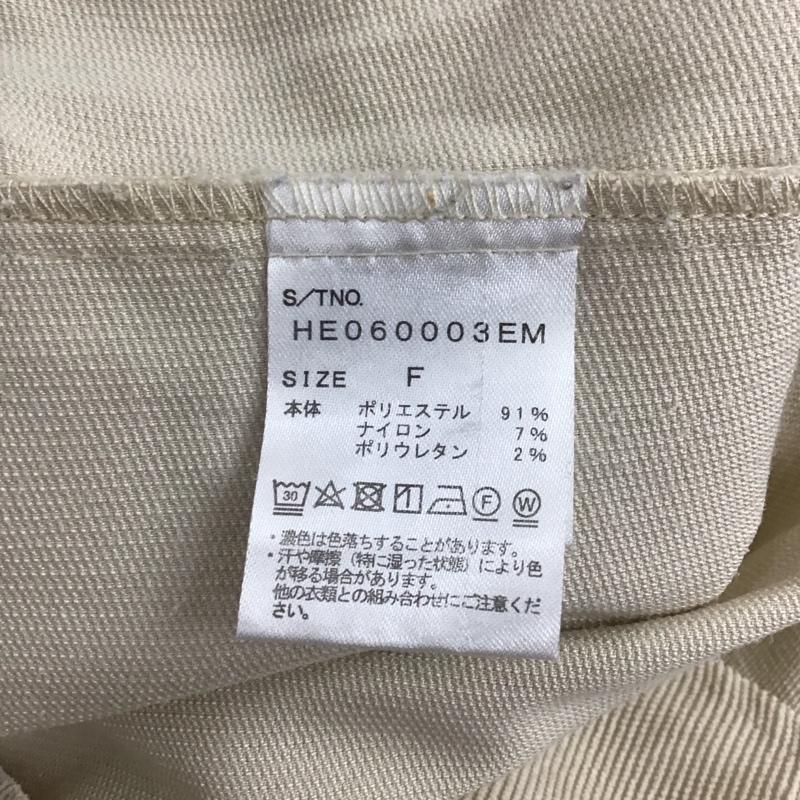 S/TNO.
HE060003EM
SIZE F
本体 ポリエステル 91%
ナイロン 7%
ポリウレタン 2%
30 F W
・濃色は色落ちすることがあります。
・汗や摩擦（特に湿った状態）により色
が移る場合があります。
他の衣類との組み合わせにご注意くだ
さい。